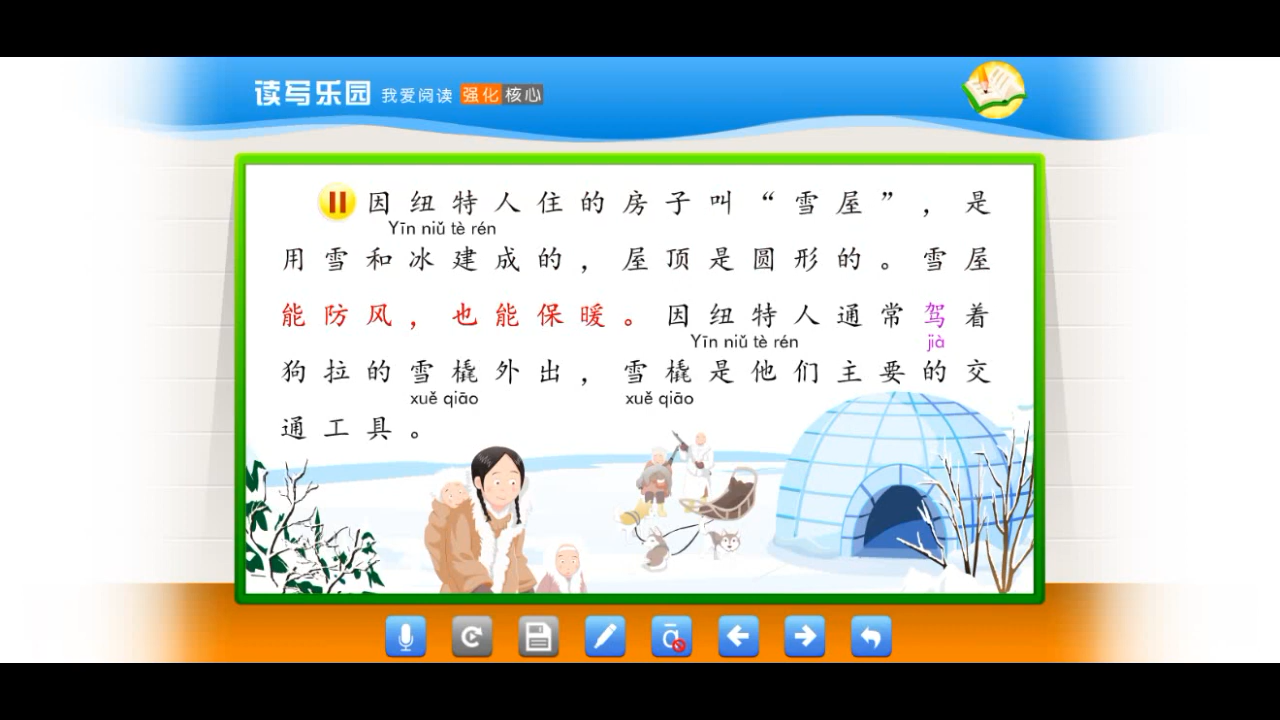 读写乐园 我爱阅读 强化 核心
因纽特人住的房子叫“雪屋”，是
Yīn niǔ tè rén
用雪和冰建成的，屋顶是圆形的。雪屋
能防风，也能保暖。因纽特人通常驾着
Yīn niǔ tè rén jià
狗拉的雪橇外出，雪橇是他们主要的交
xuě qiāo xuě qiāo
通工具。